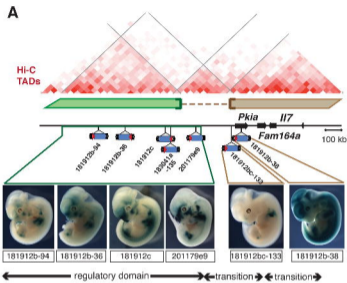 A
Hi-C
TADs
Pkia
Il7
Fam164a
100 kb
181912b-94
181912b-36
181912c
183041a
-135
201179e9
181912bc-133
181912b-38
181912b-94
181912b-36
181912c
201179e9
181912bc-133
181912b-38
regulatory domain
transition
transition